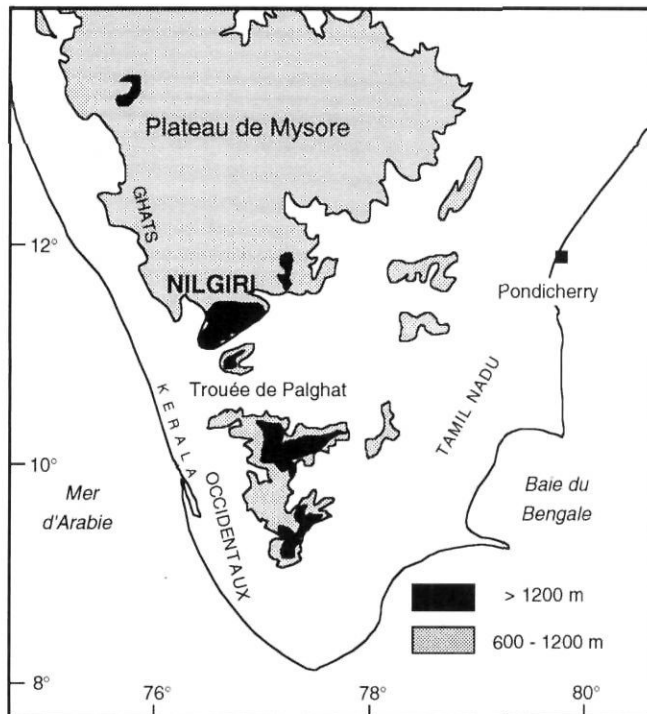 Plateau de Mysore
GHATS
12°
NILGIRI
Pondicherry
Trouée de Palghat
KERALA
TAMIL NADU
10°
OCCIDENTAUX
Mer
d'Arabie
Baie du
Bengale
> 1200 m
600 - 1200 m
8°
76°
78°
80°